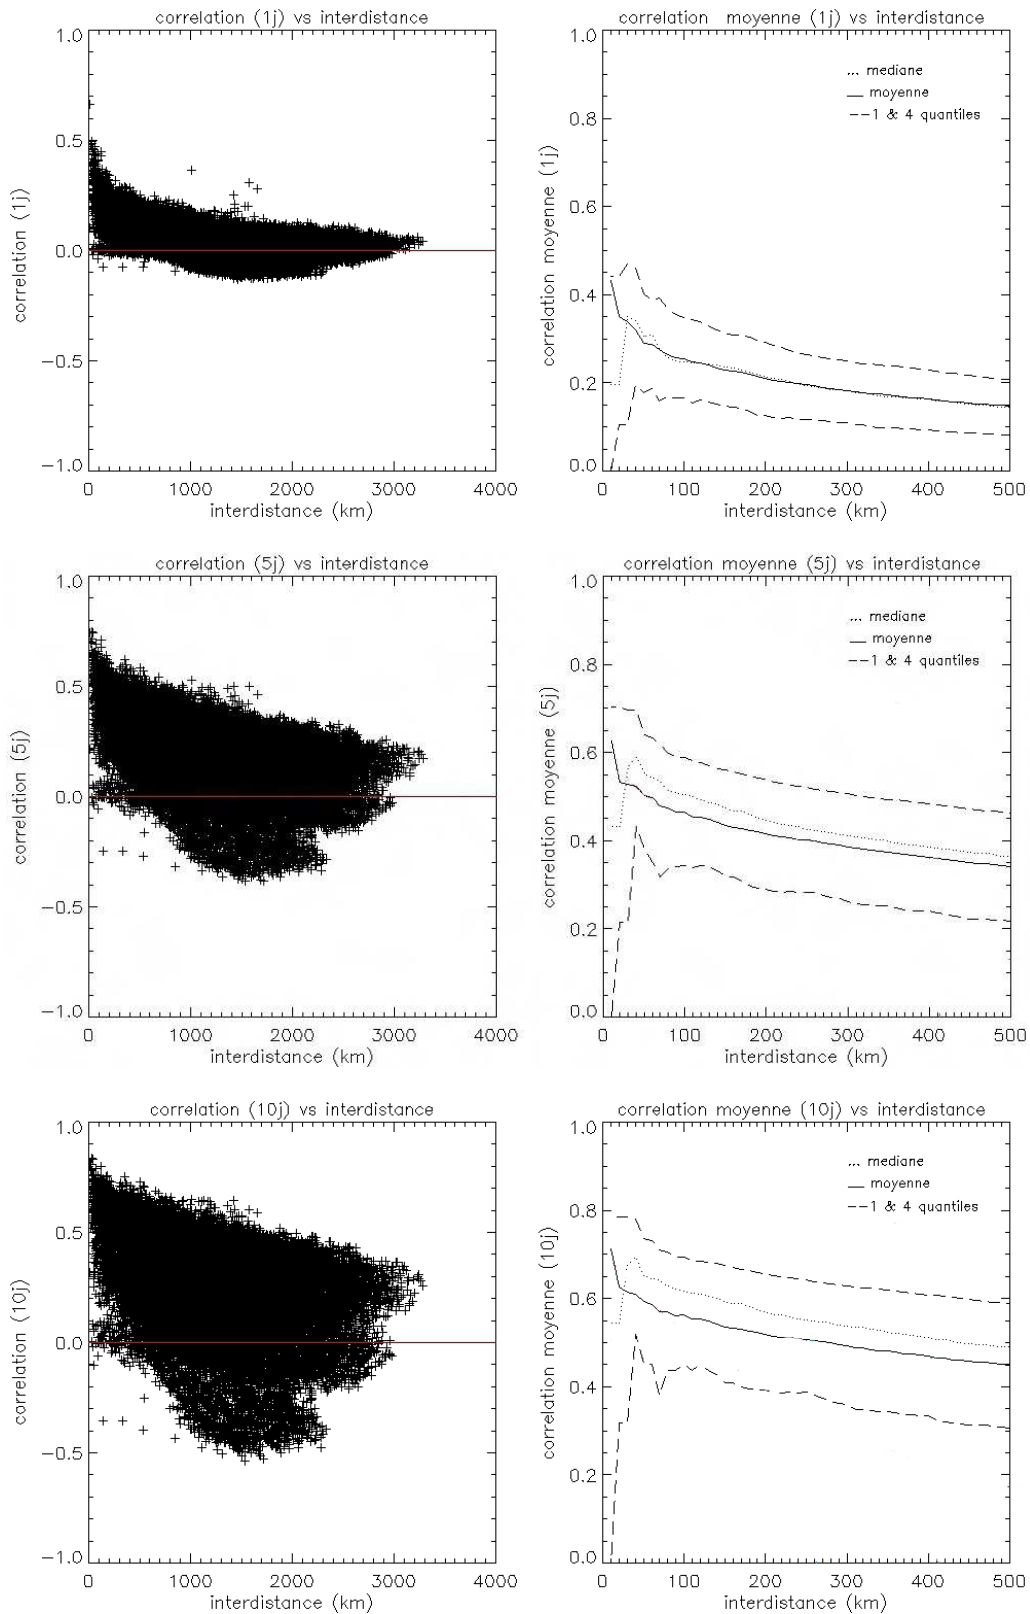 correlation (1j) vs interdistance
1.0
0.5
0.0
−0.5
−1.0
correlation (1j)
0 1000 2000 3000 4000
interdistance (km)
correlation moyenne (1j) vs interdistance
1.0
0.8
0.6
0.4
0.2
0.0
correlation moyenne (1j)
... mediane
— moyenne
−−1 & 4 quantiles
0 100 200 300 400 500
interdistance (km)
correlation (5j) vs interdistance
1.0
0.5
0.0
−0.5
−1.0
correlation (5j)
0 1000 2000 3000 4000
interdistance (km)
correlation moyenne (5j) vs interdistance
1.0
0.8
0.6
0.4
0.2
0.0
correlation moyenne (5j)
... mediane
— moyenne
−−1 & 4 quantiles
0 100 200 300 400 500
interdistance (km)
correlation (10j) vs interdistance
1.0
0.5
0.0
−0.5
−1.0
correlation (10j)
0 1000 2000 3000 4000
interdistance (km)
correlation moyenne (10j) vs interdistance
1.0
0.8
0.6
0.4
0.2
0.0
correlation moyenne (10j)
... mediane
— moyenne
−−1 & 4 quantiles
0 100 200 300 400 500
interdistance (km)